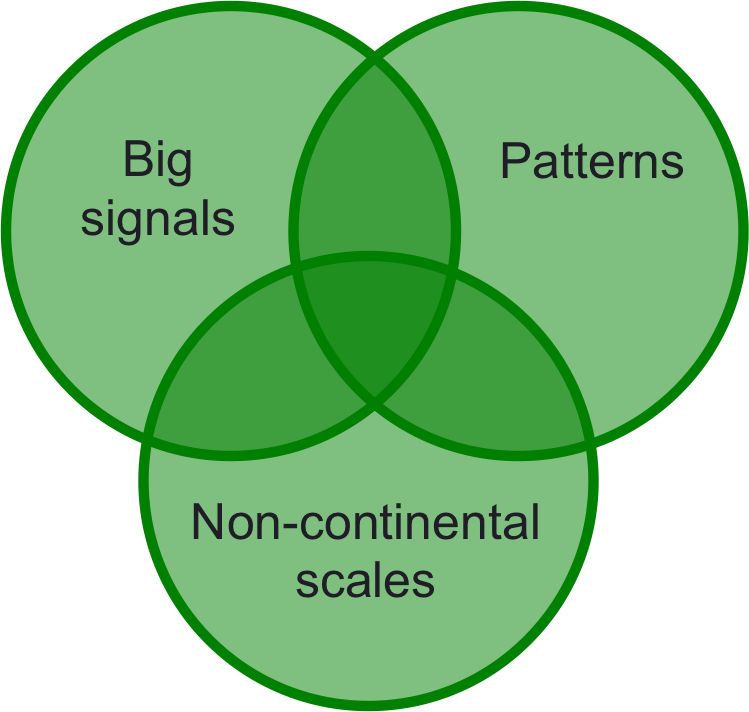 Big
signals
Patterns
Non-continental
scales